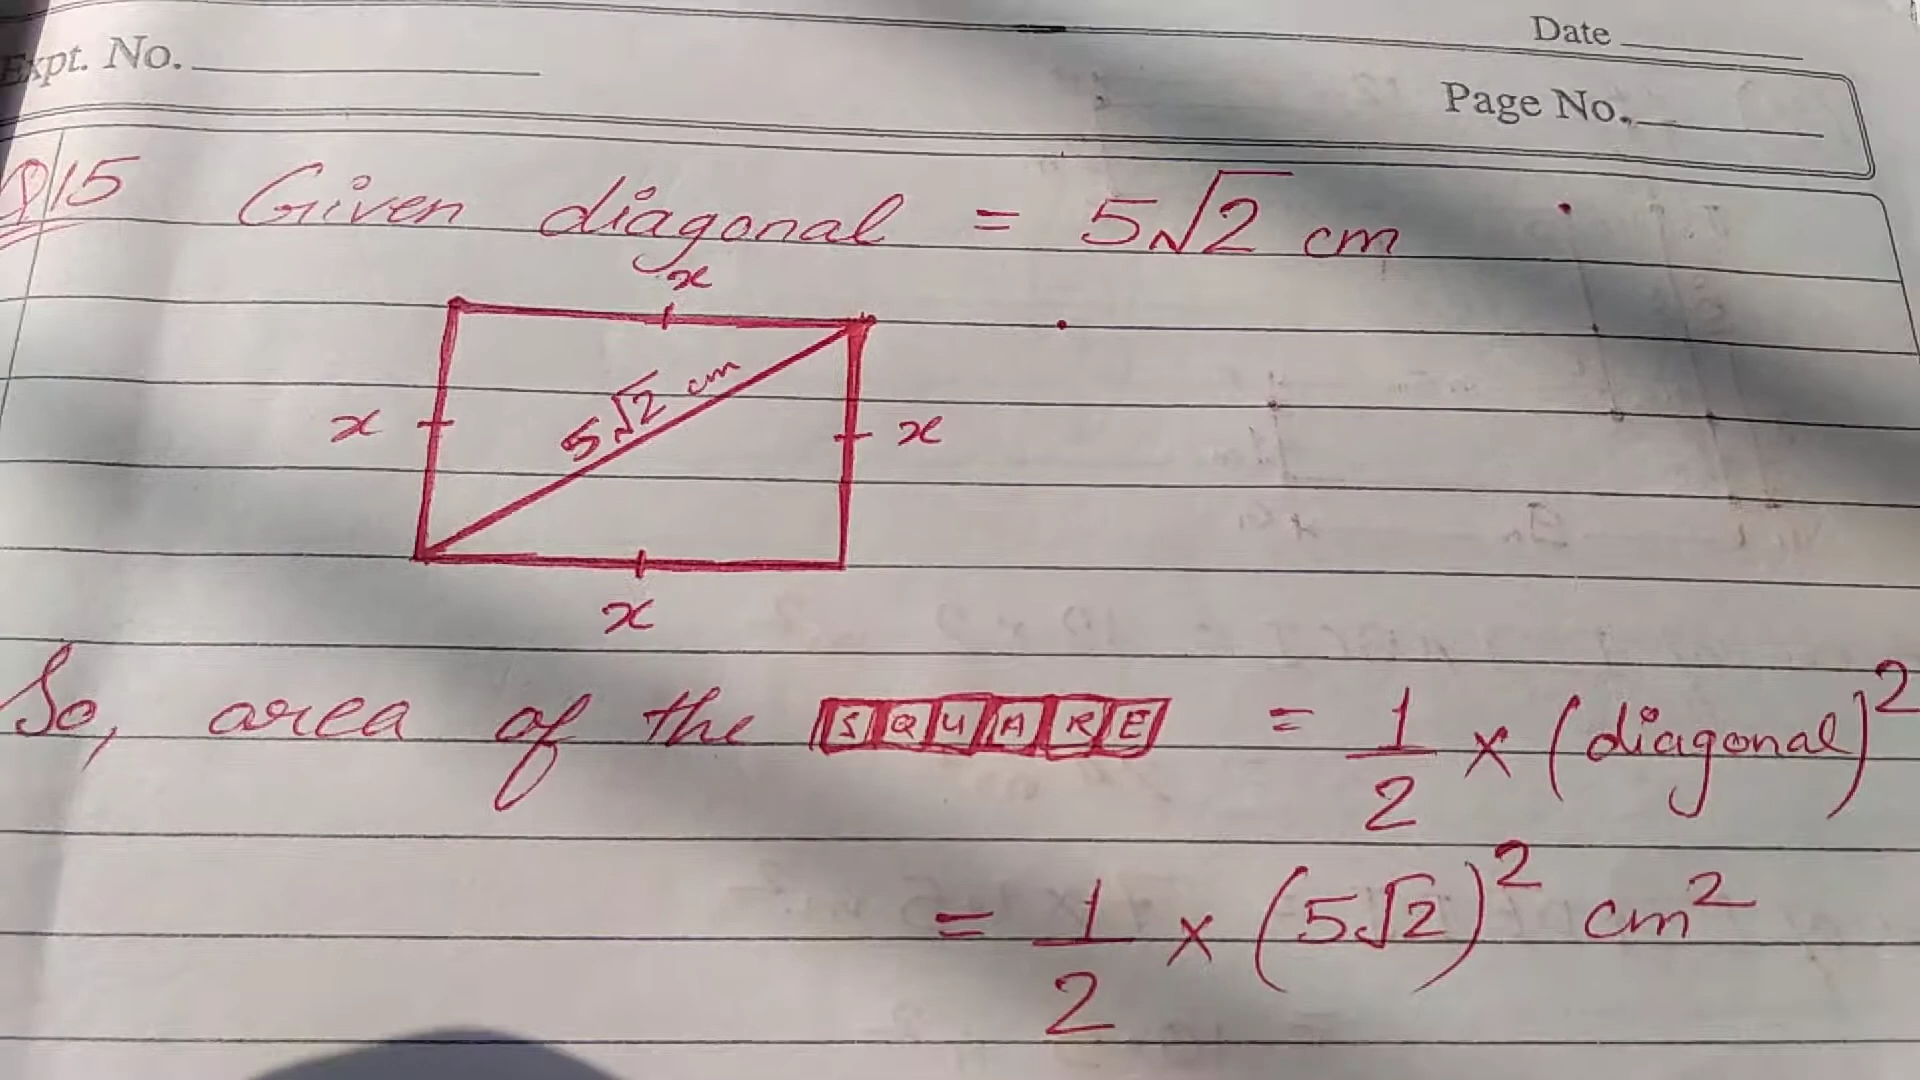 Date
Expt. No.
Page No.
Q15 Given diagonal = 5√2 cm
x
5√2 cm
x
x
x
So, area of the SQUARE = 1/2 × (diagonal)²
= 1/2 × (5√2)² cm²